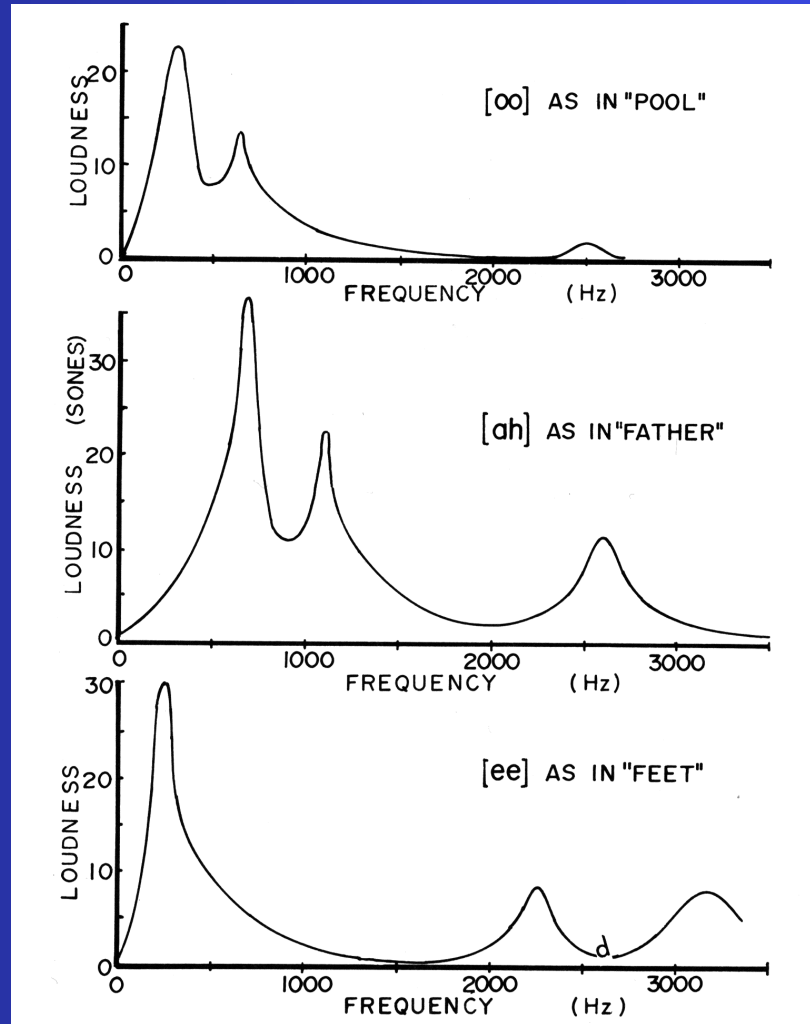 20
10
0
LOUDNESS
[oo] AS IN "POOL"
0 1000 2000 3000
FREQUENCY (Hz)
30
20
10
0
LOUDNESS (SONES)
[ah] AS IN "FATHER"
0 1000 2000 3000
FREQUENCY (Hz)
30
20
10
0
LOUDNESS
[ee] AS IN "FEET"
d
0 1000 2000 3000
FREQUENCY (Hz)